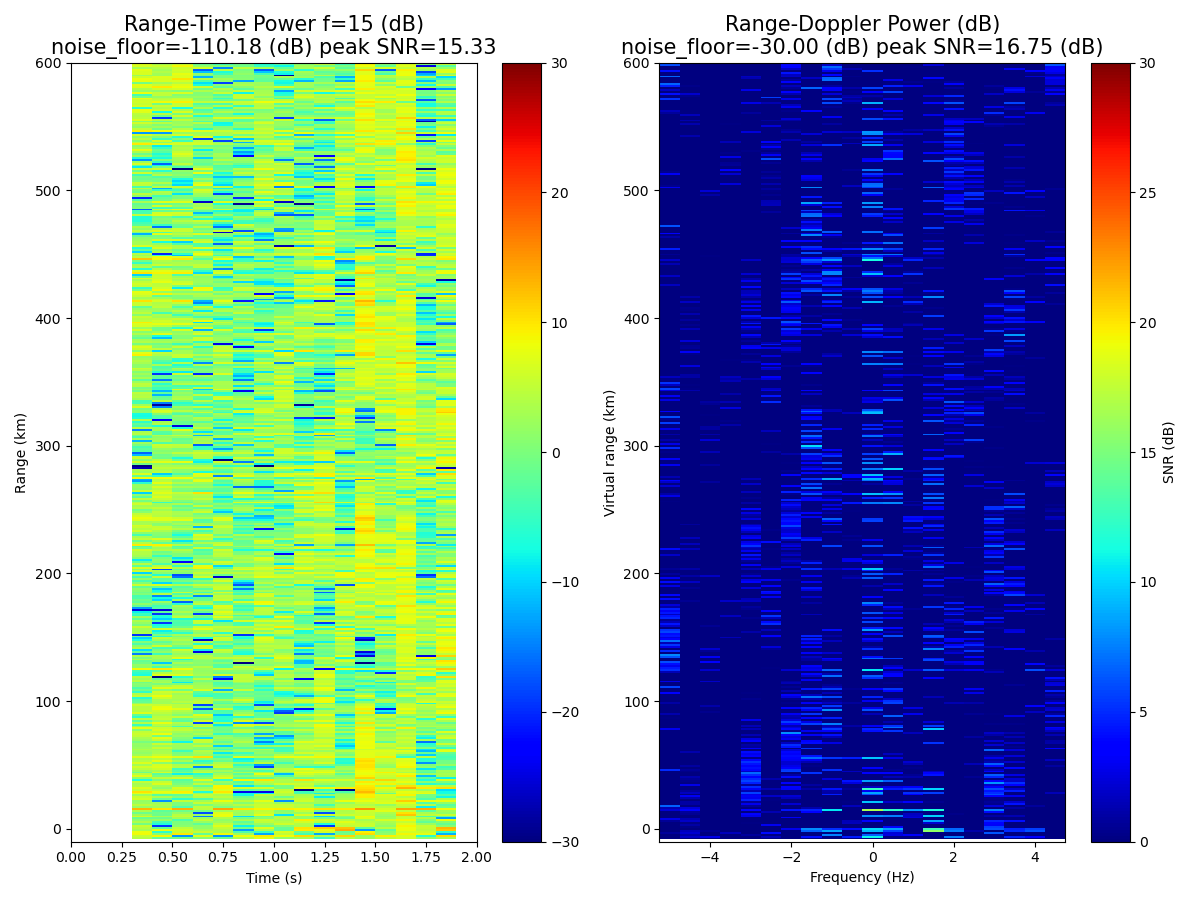 Range-Time Power f=15 (dB)
noise_floor=-110.18 (dB) peak SNR=15.33
Range-Doppler Power (dB)
noise_floor=-30.00 (dB) peak SNR=16.75 (dB)
600
500
400
300
200
100
0
Range (km)
0.00 0.25 0.50 0.75 1.00 1.25 1.50 1.75 2.00
Time (s)
30
20
10
0
−10
−20
−30
600
500
400
300
200
100
0
Virtual range (km)
−4 −2 0 2 4
Frequency (Hz)
30
25
20
15
10
5
0
SNR (dB)